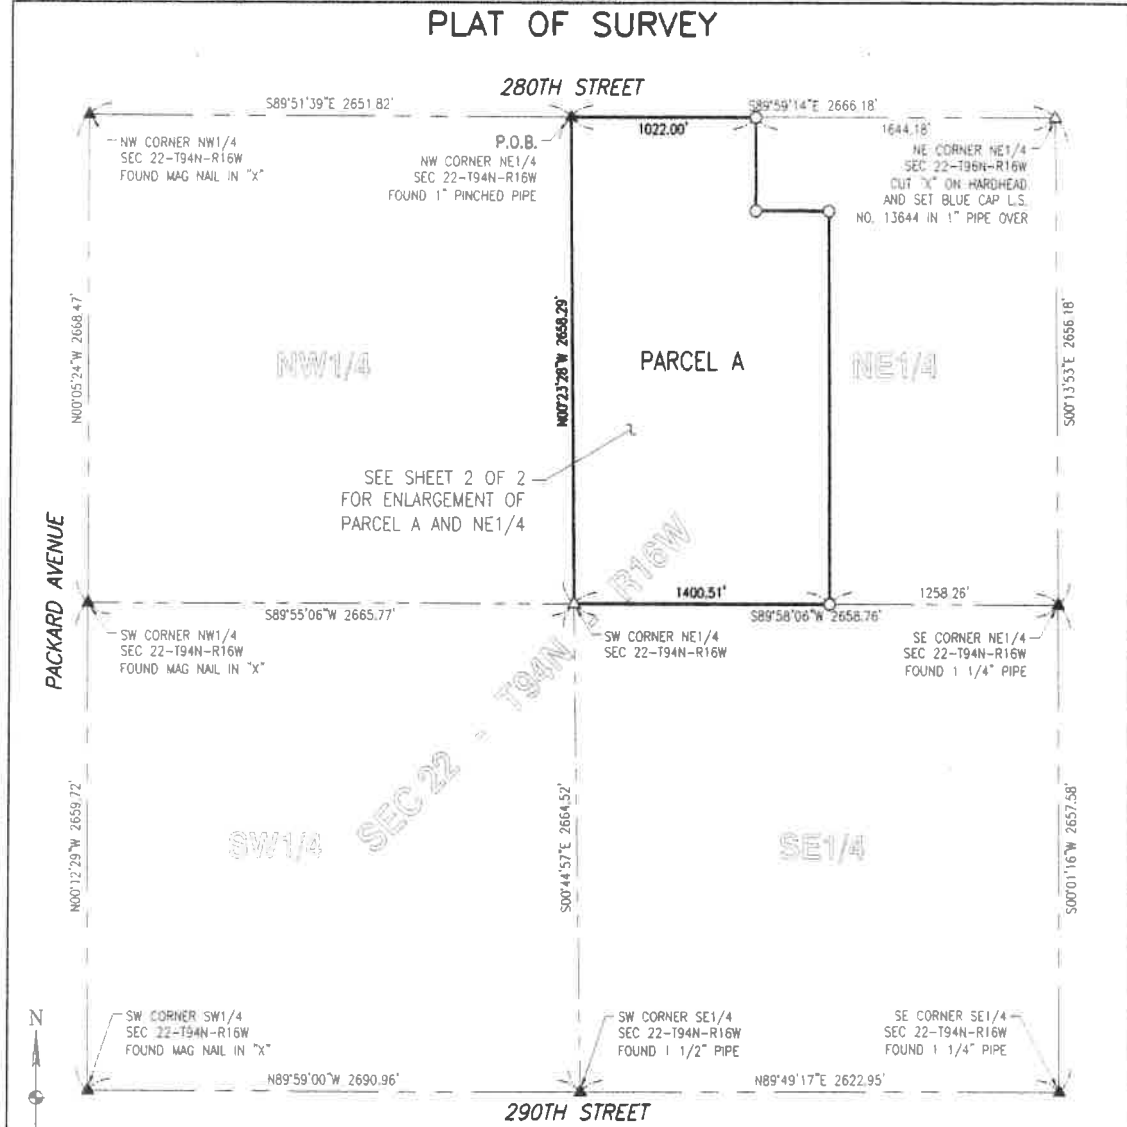 PLAT OF SURVEY
280TH STREET
S89°51'39"E 2651.82'
S89°59'14"E 2666.18'
1022.00'
1644.18'
NW CORNER NW1/4
SEC 22-T94N-R16W
FOUND MAG NAIL IN "X"
P.O.B.
NW CORNER NE1/4
SEC 22-T94N-R16W
FOUND 1" PINCHED PIPE
NE CORNER NE1/4
SEC 22-T96N-R16W
CUT "X" ON HARDHEAD
AND SET BLUE CAP L.S.
NO. 13644 IN 1" PIPE OVER
N00°05'24"W 2668.47'
N00°23'28"W 2658.29'
S00°13'53"E 2656.18'
NW1/4
PARCEL A
NE1/4
SEE SHEET 2 OF 2
FOR ENLARGEMENT OF
PARCEL A AND NE1/4
PACKARD AVENUE
S89°55'06"W 2665.77'
1400.51'
1258.26'
S89°58'06"W 2658.76'
SW CORNER NW1/4
SEC 22-T94N-R16W
FOUND MAG NAIL IN "X"
SW CORNER NE1/4
SEC 22-T94N-R16W
SE CORNER NE1/4
SEC 22-T94N-R16W
FOUND 1 1/4" PIPE
SEC 22 - T94N - R16W
N00°12'29"W 2659.72'
S00°44'57"E 2664.52'
S00°01'16"W 2657.58'
SW1/4
SE1/4
N
SW CORNER SW1/4
SEC 22-T94N-R16W
FOUND MAG NAIL IN "X"
SW CORNER SE1/4
SEC 22-T94N-R16W
FOUND 1 1/2" PIPE
SE CORNER SE1/4
SEC 22-T94N-R16W
FOUND 1 1/4" PIPE
N89°59'00"W 2690.96'
N89°49'17"E 2622.95'
290TH STREET